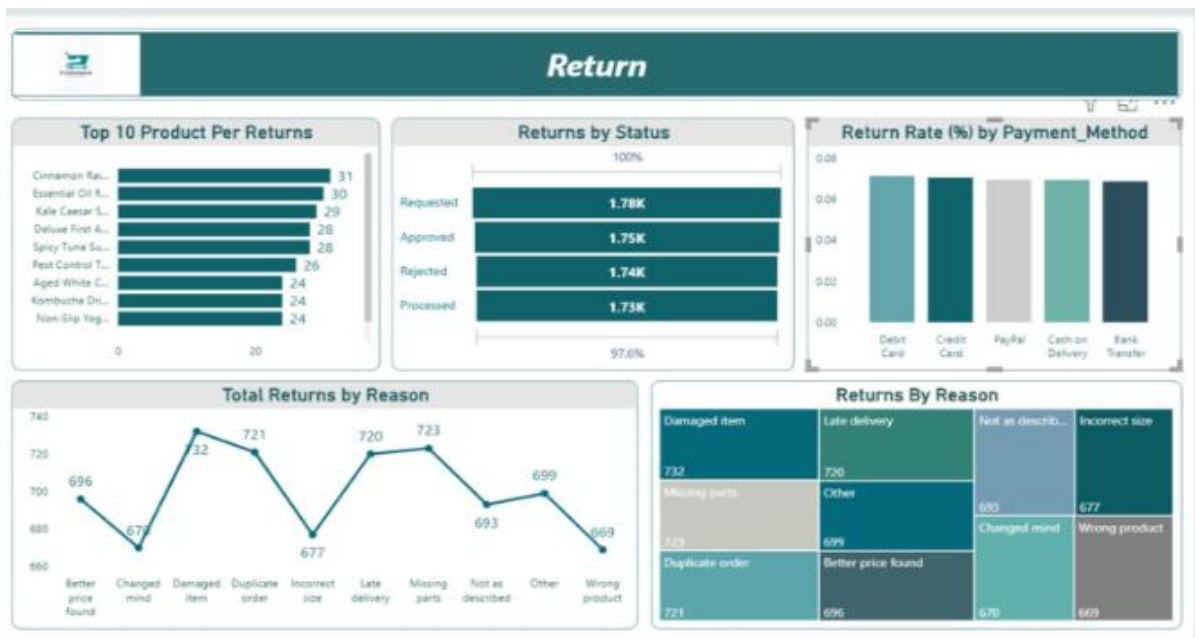 Return
Top 10 Product Per Returns
Cinnamon Rai...
31
Essential Oil R...
30
Kale Caesar S...
29
Deluxe First A...
28
Spicy Tuna Su...
28
Pest Control T...
26
Aged White C...
24
Kombucha Dri...
24
Non-Slip Yog...
24
0
20
Returns by Status
100%
Requested
1.78K
Approved
1.75K
Rejected
1.74K
Processed
1.73K
97.6%
Return Rate (%) by Payment_Method
0.08
0.06
0.04
0.02
0.00
Debit
Card
Credit
Card
PayPal
Cash on
Delivery
Bank
Transfer
Total Returns by Reason
740
720
700
680
660
696
670
732
721
677
720
723
693
699
669
Better
price
found
Changed
mind
Damaged
item
Duplicate
order
Incorrect
size
Late
delivery
Missing
parts
Not as
described
Other
Wrong
product
Returns By Reason
Damaged item
732
Missing parts
723
Duplicate order
721
Late delivery
720
Other
699
Better price found
696
Not as describ...
693
Changed mind
670
Incorrect size
677
Wrong product
669